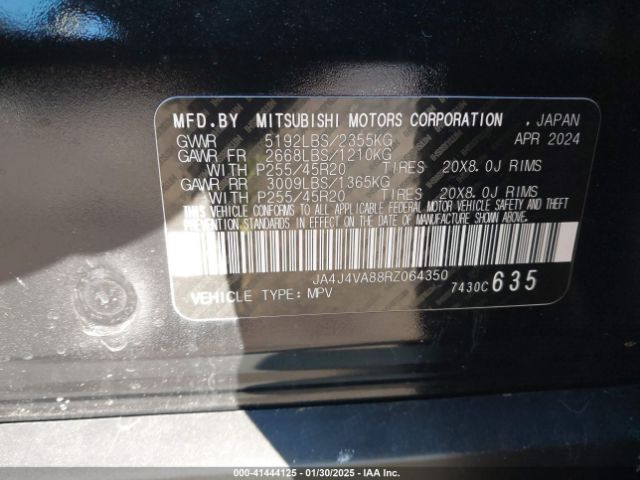 MFD.BY MITSUBISHI MOTORS CORPORATION , JAPAN
GVWR 5192LBS/2355KG APR 2024
GAWR FR 2668LBS/1210KG
WITH P255/45R20 TIRES 20X8.0J RIMS
GAWR RR 3009LBS/1365KG
WITH P255/45R20 TIRES 20X8.0J RIMS
THIS VEHICLE CONFORMS TO ALL APPLICABLE FEDERAL MOTOR VEHICLE SAFETY AND THEFT
PREVENTION STANDARDS IN EFFECT ON THE DATE OF MANUFACTURE SHOWN ABOVE.
JA4J4VA88RZ064350
VEHICLE TYPE: MPV 7430C 635
000-41444125 - 01/30/2025 - IAAI.COM